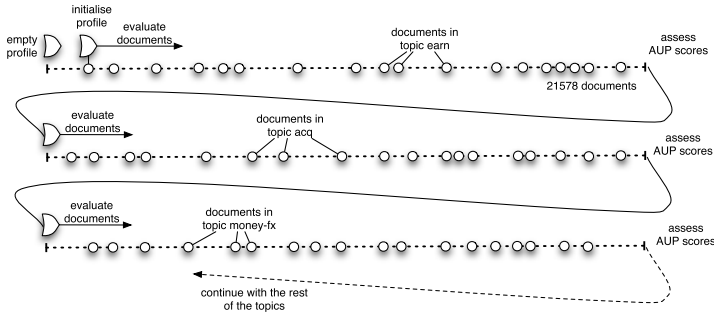 initialise
profile
empty
profile
evaluate
documents
documents in
topic earn
assess
AUP scores
21578 documents
evaluate
documents
documents in
topic acq
assess
AUP scores
evaluate
documents
documents in
topic money-fx
assess
AUP scores
continue with the rest
of the topics